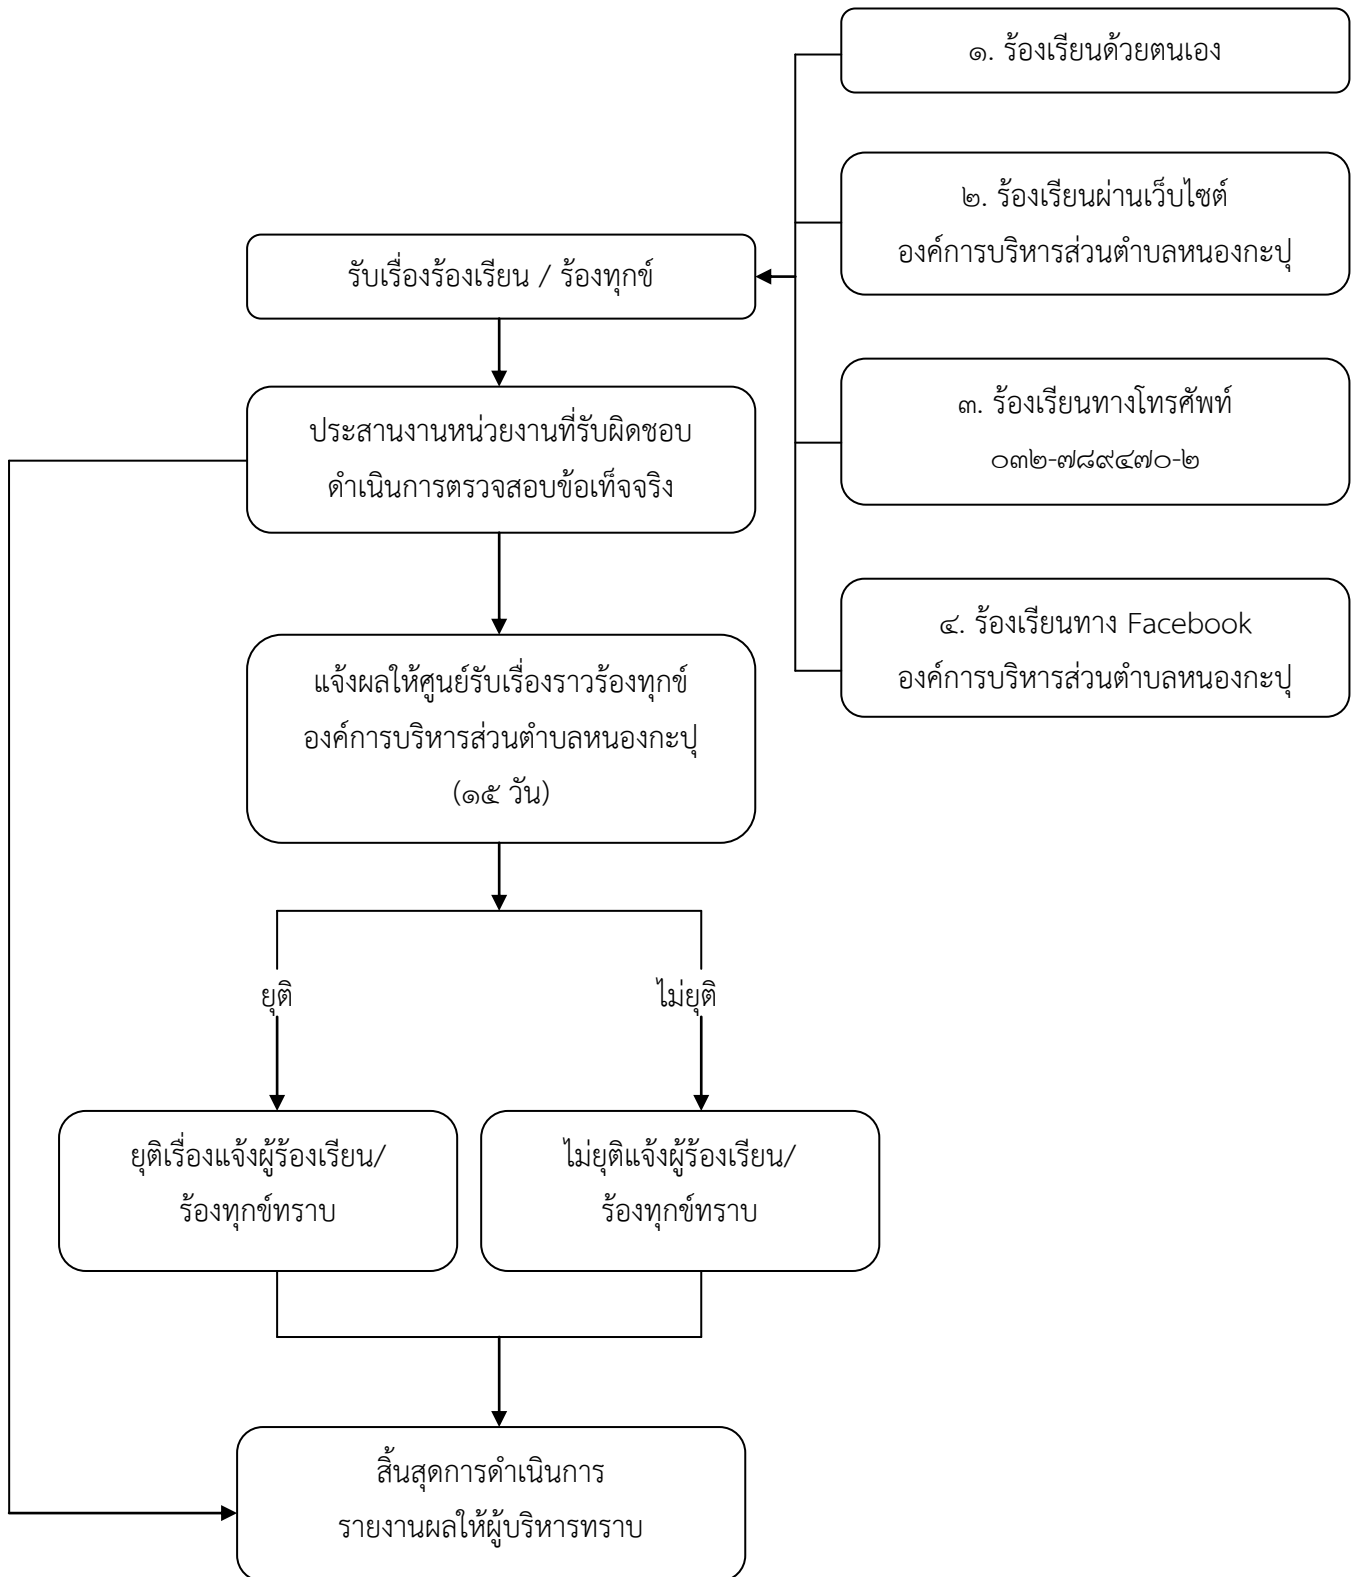 ๑. ร้องเรียนด้วยตนเอง
๒. ร้องเรียนผ่านเว็บไซต์
องค์การบริหารส่วนตำบลหนองกะปุ
รับเรื่องร้องเรียน / ร้องทุกข์
๓. ร้องเรียนทางโทรศัพท์
๐๓๒-๗๘๙๔๗๐-๒
ประสานงานหน่วยงานที่รับผิดชอบ
ดำเนินการตรวจสอบข้อเท็จจริง
๔. ร้องเรียนทาง Facebook
องค์การบริหารส่วนตำบลหนองกะปุ
แจ้งผลให้ศูนย์รับเรื่องราวร้องทุกข์
องค์การบริหารส่วนตำบลหนองกะปุ
(๑๕ วัน)
ยุติ
ไม่ยุติ
ยุติเรื่องแจ้งผู้ร้องเรียน/
ร้องทุกข์ทราบ
ไม่ยุติแจ้งผู้ร้องเรียน/
ร้องทุกข์ทราบ
สิ้นสุดการดำเนินการ
รายงานผลให้ผู้บริหารทราบ